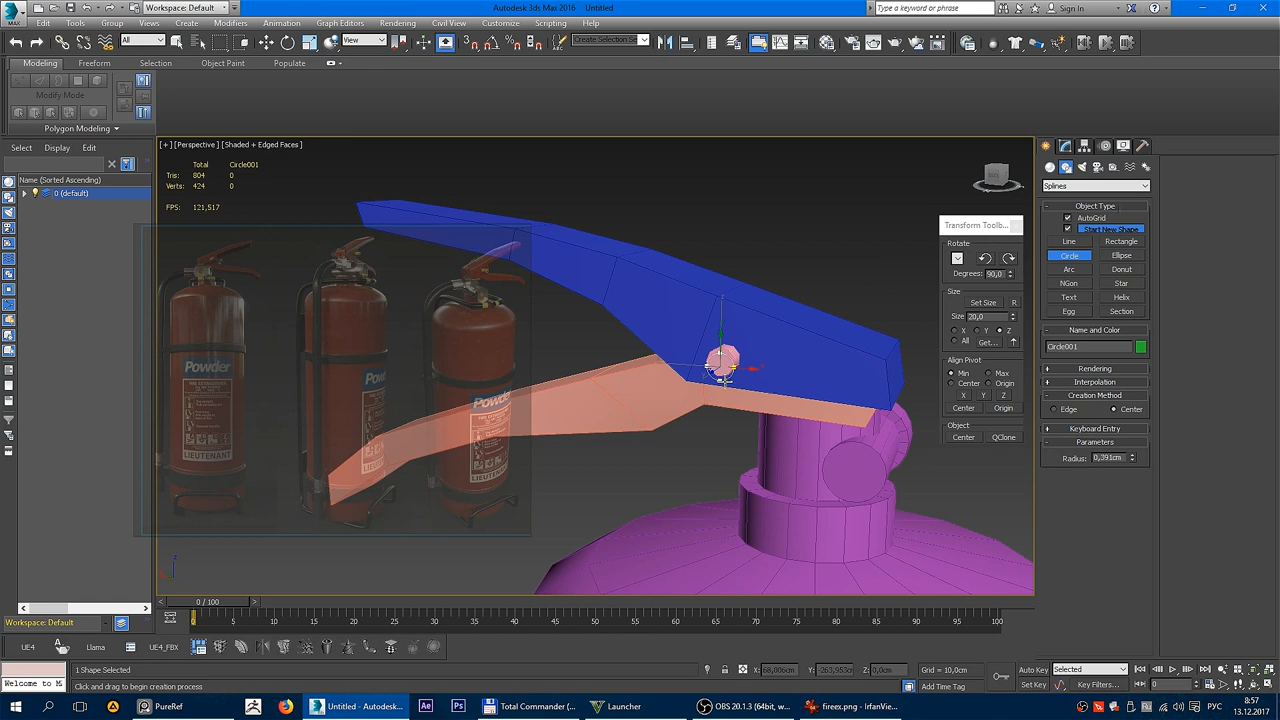 Workspace: Default
Autodesk 3ds Max 2016 Untitled
Type a keyword or phrase
Sign In
MAX
Edit Tools Group Views Create Modifiers Animation Graph Editors Rendering Civil View Customize Scripting Help
All
View
Create Selection Se
Modeling Freeform Selection Object Paint Populate
Modify Mode
Polygon Modeling
Select Display Edit
[+] [Perspective] [Shaded + Edged Faces]
Name (Sorted Ascending)
0 (default)
Total Circle001
Tris: 804 0
Verts: 424 0
FPS: 121,517
Splines
Object Type
AutoGrid
Start New Shape
Line Rectangle
Circle Ellipse
Arc Donut
NGon Star
Text Helix
Egg Section
Name and Color
Circle001
Rendering
Interpolation
Creation Method
Edge Center
Keyboard Entry
Parameters
Radius: 0,391cm
Transform Toolb...
Rotate
Degrees: 90,0
Size
Set Size R
Size 20,0
X Y Z
All Get...
Align Pivot
Min Max
Center Origin
X Y Z
Center Origin
Object
Center QClone
Powder
LIEUTENANT
Powder
LIEUTENANT
z
0 / 100
0 5 10 15 20 25 30 35 40 45 50 55 60 65 70 75 80 85 90 95 100
Workspace: Default
UE4 Llama UE4_FBX
1 Shape Selected
X: 68,006cm Y: -263,953cm Z: 0,0cm Grid = 10,0cm
Auto Key Selected
Welcome to M
Click and drag to begin creation process
Add Time Tag
Set Key Key Filters... 0
PureRef
Untitled - Autodesk...
Ae
Ps
Total Commander (...
Launcher
OBS 20.1.3 (64bit, w...
fireex.png - IrfanVie...
РУС
8:57
13.12.2017